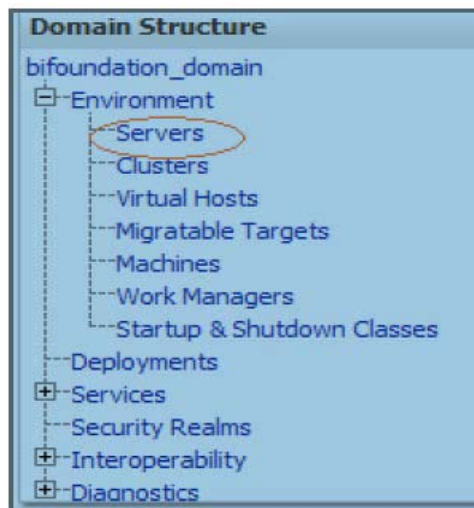 Domain Structure
bifoundation_domain
Environment
Servers
Clusters
Virtual Hosts
Migratable Targets
Machines
Work Managers
Startup & Shutdown Classes
Deployments
Services
Security Realms
Interoperability
Diagnostics